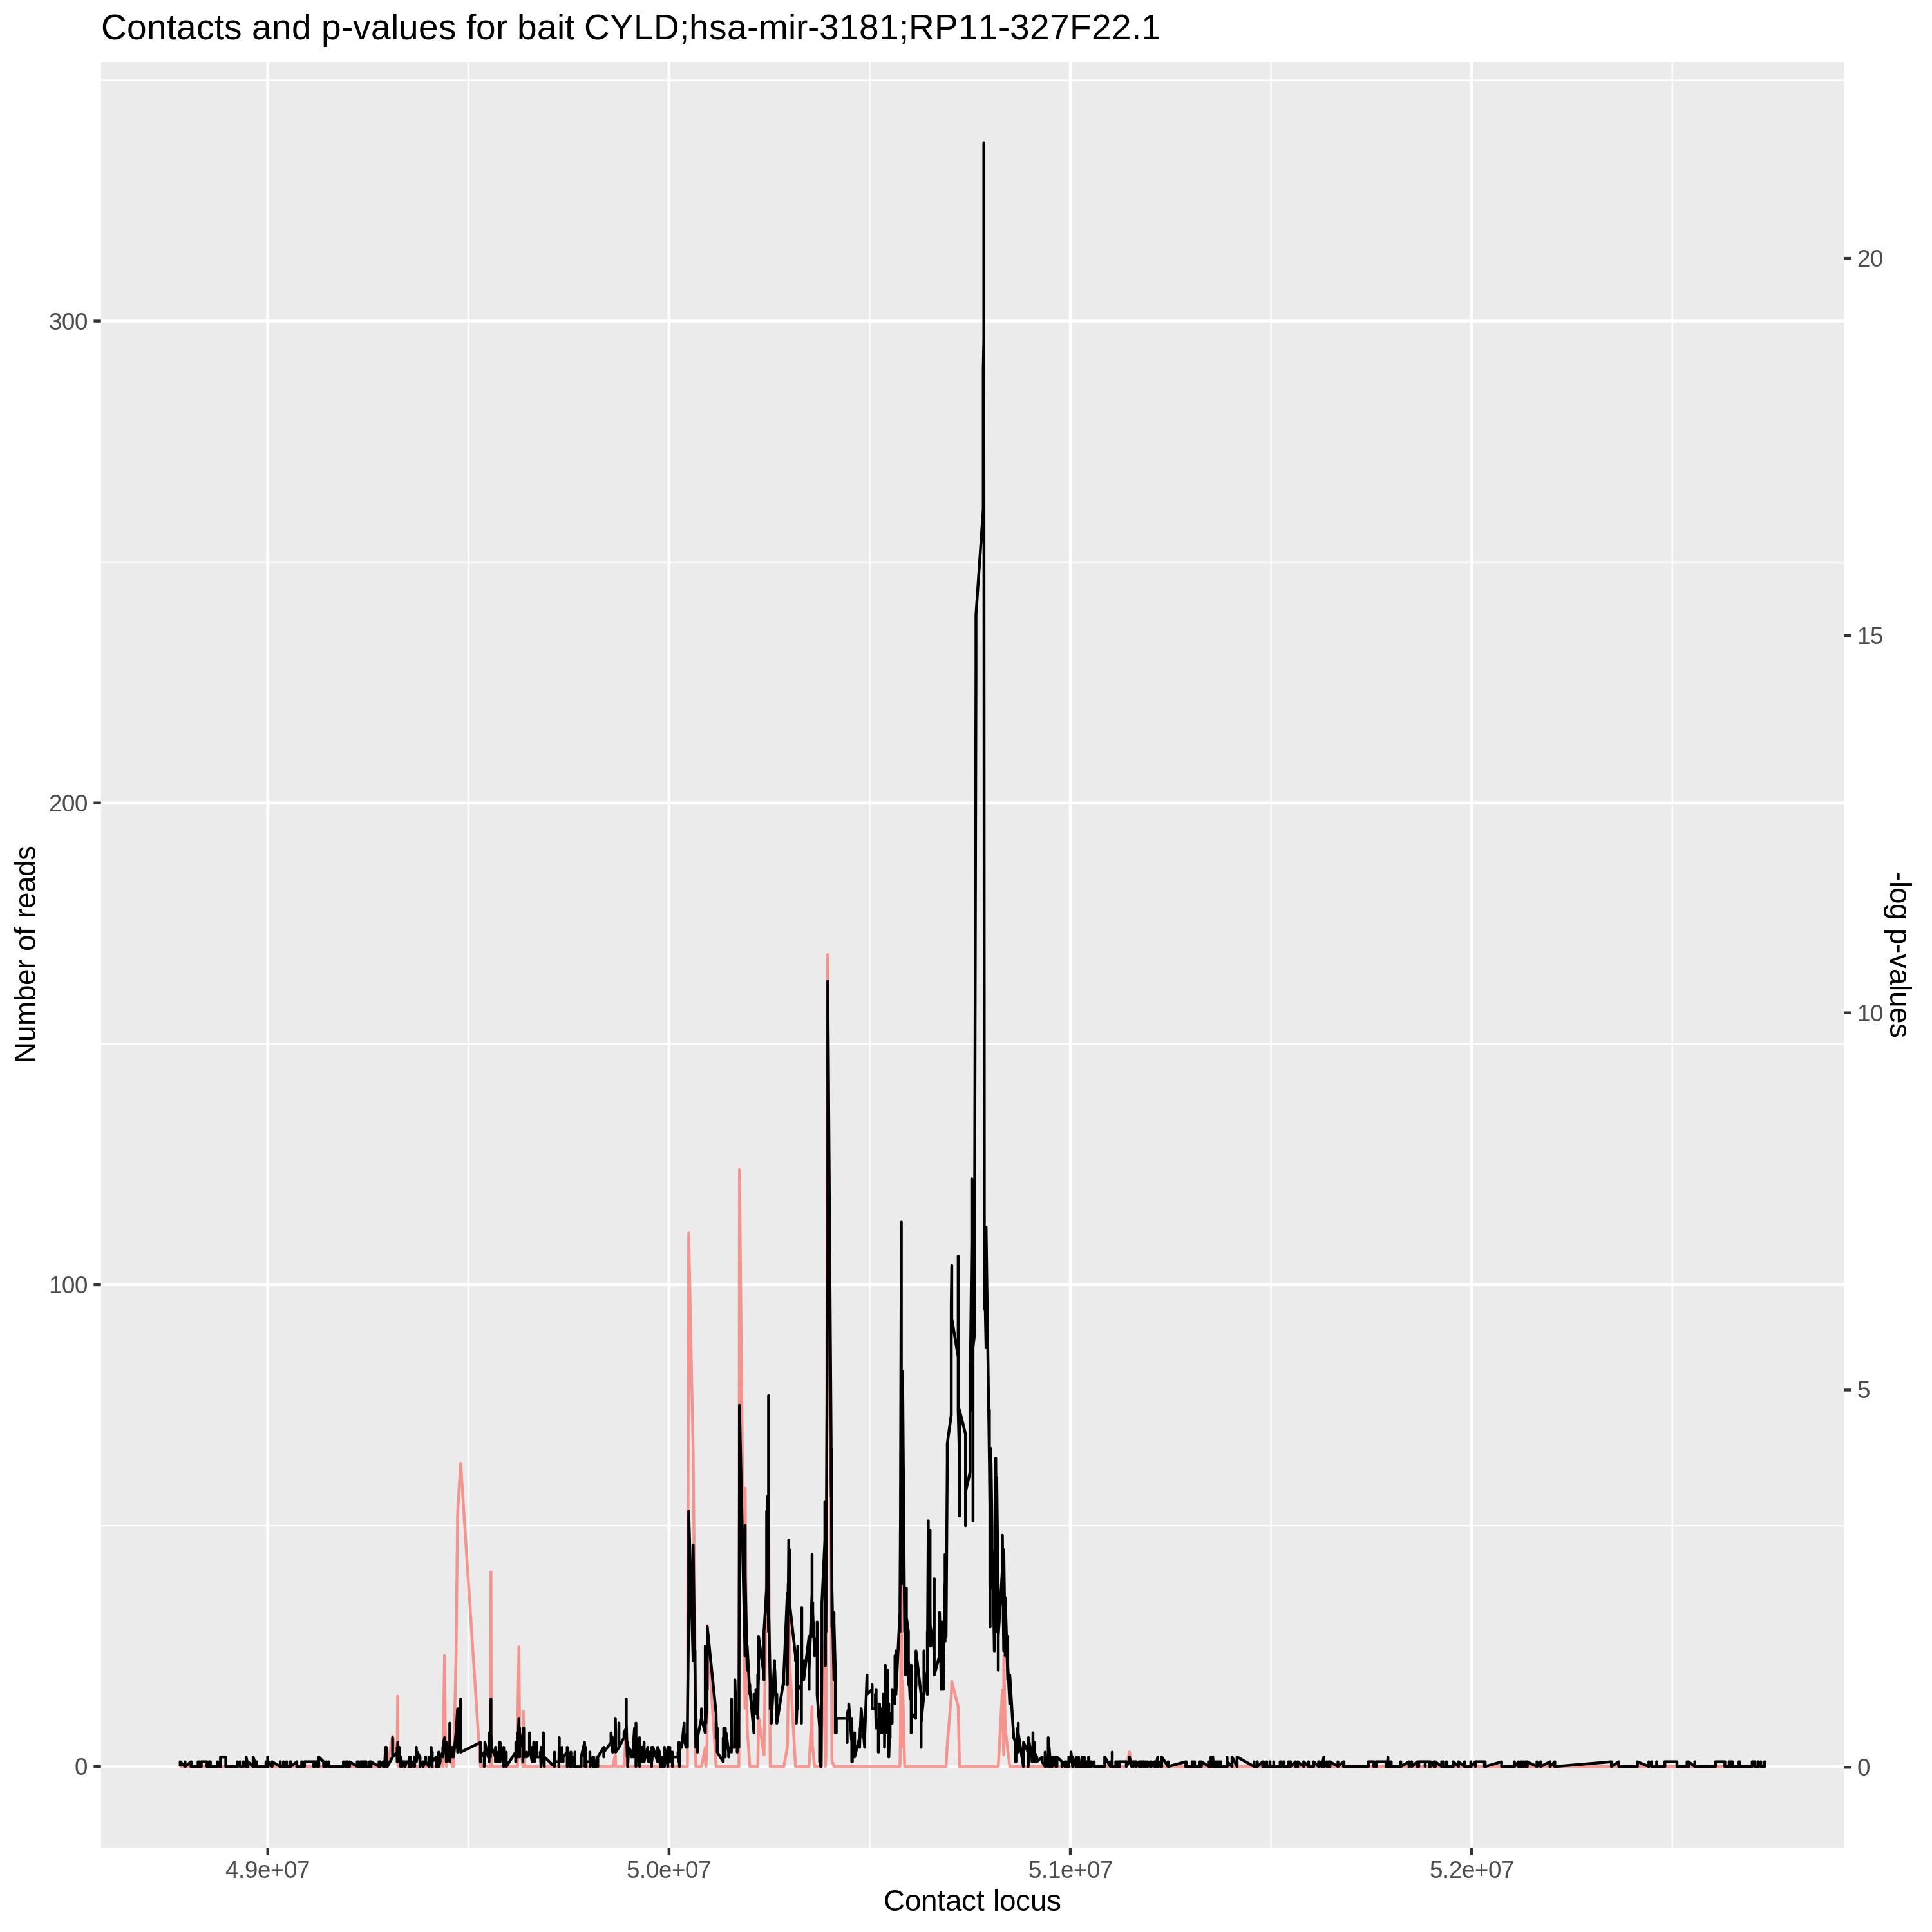 Contacts and p-values for bait CYLD;hsa-mir-3181;RP11-327F22.1
300
200
100
0
Number of reads
20
15
10
5
0
-log p-values
4.9e+07
5.0e+07
5.1e+07
5.2e+07
Contact locus